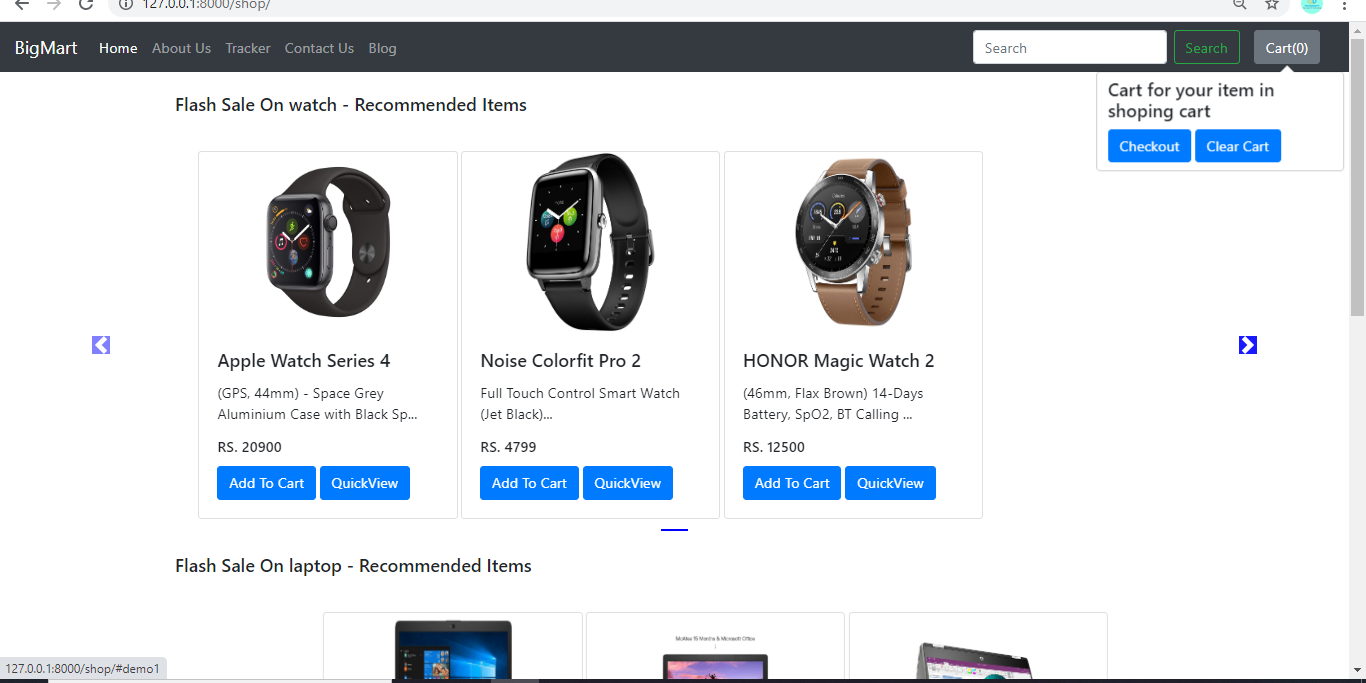 127.0.0.1:8000/shop/
BigMart Home About Us Tracker Contact Us Blog Search Search Cart(0)
Cart for your item in
shoping cart
Checkout Clear Cart
Flash Sale On watch - Recommended Items
Apple Watch Series 4
(GPS, 44mm) - Space Grey
Aluminium Case with Black Sp...
RS. 20900
Add To Cart QuickView
Noise Colorfit Pro 2
Full Touch Control Smart Watch
(Jet Black)...
RS. 4799
Add To Cart QuickView
HONOR Magic Watch 2
(46mm, Flax Brown) 14-Days
Battery, SpO2, BT Calling ...
RS. 12500
Add To Cart QuickView
Flash Sale On laptop - Recommended Items
127.0.0.1:8000/shop/#demo1